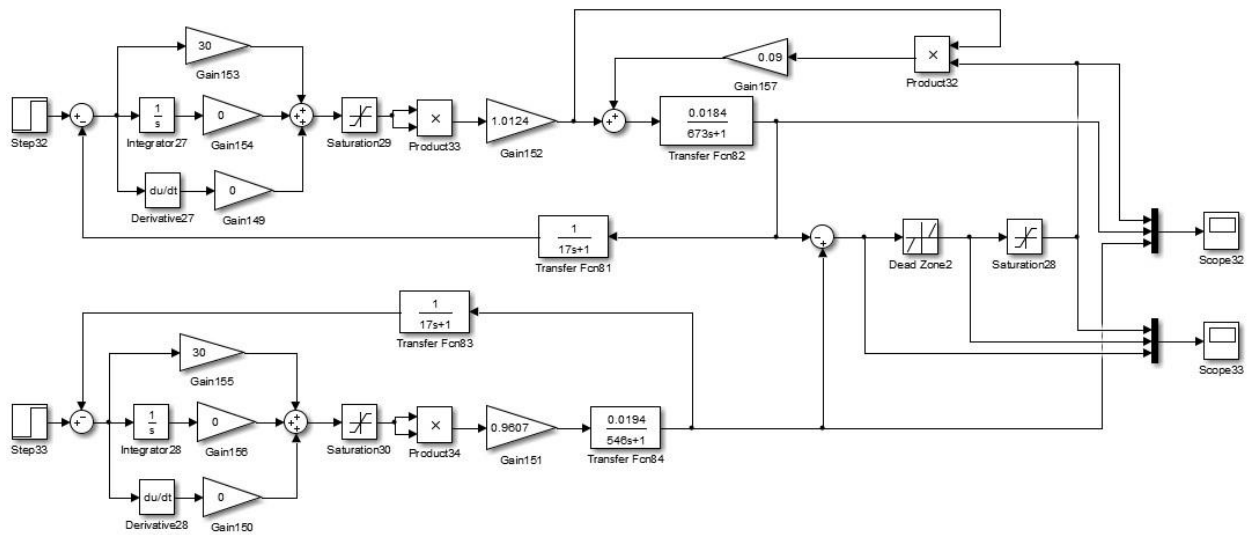 30
Gain153
Step32
1
s
Integrator27
0
Gain154
du/dt
Derivative27
0
Gain149
Saturation29
×
Product33
1.0124
Gain152
0.09
Gain157
×
Product32
0.0184
673s+1
Transfer Fcn82
1
17s+1
Transfer Fcn81
Dead Zone2
Saturation28
Scope32
Scope33
1
17s+1
Transfer Fcn83
30
Gain155
Step33
1
s
Integrator28
0
Gain156
du/dt
Derivative28
0
Gain150
Saturation30
×
Product34
0.9607
Gain151
0.0194
546s+1
Transfer Fcn84